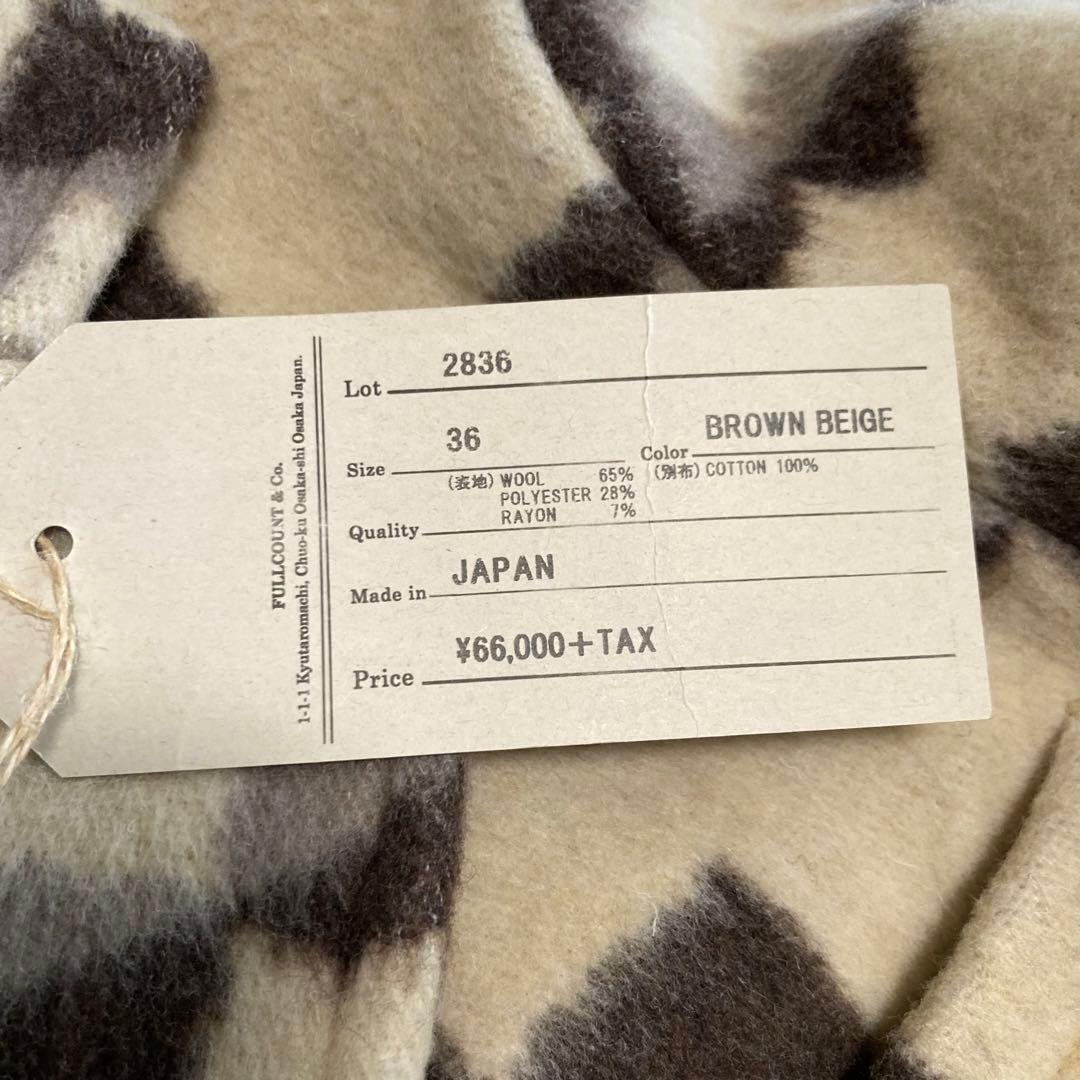 FULLCOUNT & Co.
1-1-1 Kyutaromachi, Chuo-ku Osaka-shi Osaka Japan.
Lot 2836
Size 36 Color BROWN BEIGE
(表地) WOOL 65% (別布) COTTON 100%
POLYESTER 28%
RAYON 7%
Quality
Made in JAPAN
Price ¥66,000+TAX